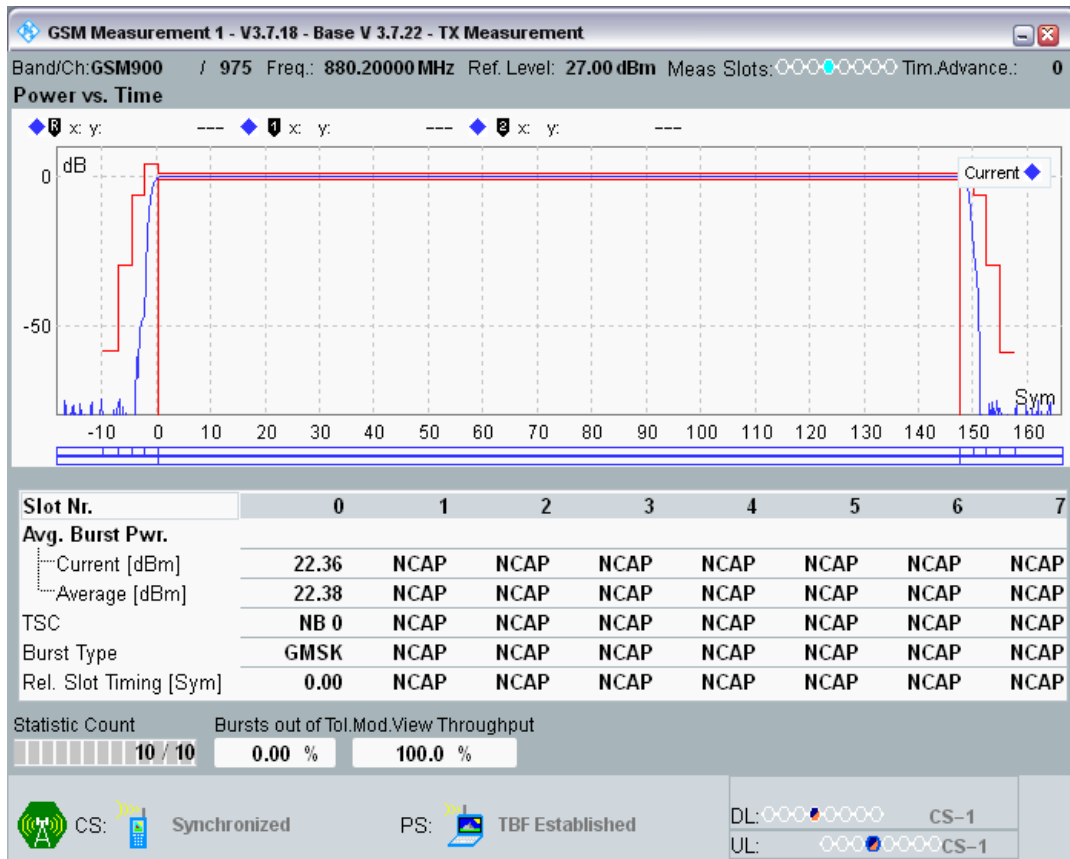 GSM Measurement 1 - V3.7.18 - Base V 3.7.22 - TX Measurement
Band/Ch:GSM900 / 975 Freq.: 880.20000 MHz Ref. Level: 27.00 dBm Meas Slots: Tim.Advance.: 0
Power vs. Time
R x: y: --- 1 x: y: --- 2 x: y: ---
dB
Current
0
-50
Sym
-10 0 10 20 30 40 50 60 70 80 90 100 110 120 130 140 150 160
Slot Nr. 0 1 2 3 4 5 6 7
Avg. Burst Pwr.
Current [dBm] 22.36 NCAP NCAP NCAP NCAP NCAP NCAP NCAP
Average [dBm] 22.38 NCAP NCAP NCAP NCAP NCAP NCAP NCAP
TSC NB 0 NCAP NCAP NCAP NCAP NCAP NCAP NCAP
Burst Type GMSK NCAP NCAP NCAP NCAP NCAP NCAP NCAP
Rel. Slot Timing [Sym] 0.00 NCAP NCAP NCAP NCAP NCAP NCAP NCAP
Statistic Count Bursts out of Tol. Mod.View Throughput
10 / 10 0.00 % 100.0 %
CS: Synchronized PS: TBF Established DL: CS-1
UL: CS-1